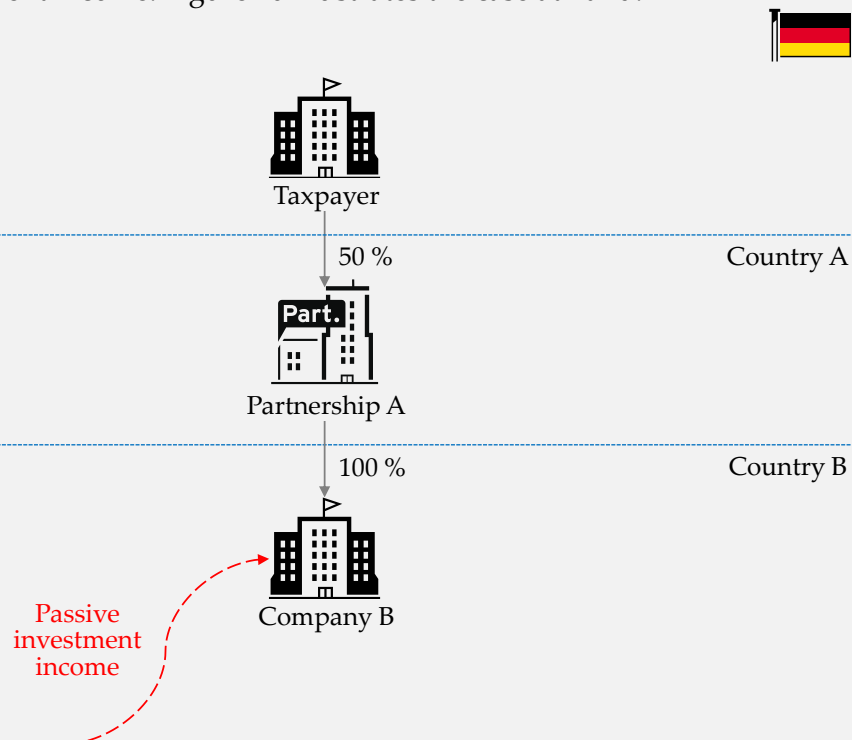 Taxpayer
50 %
Country A
Part.
Partnership A
100 %
Country B
Company B
Passive
investment
income